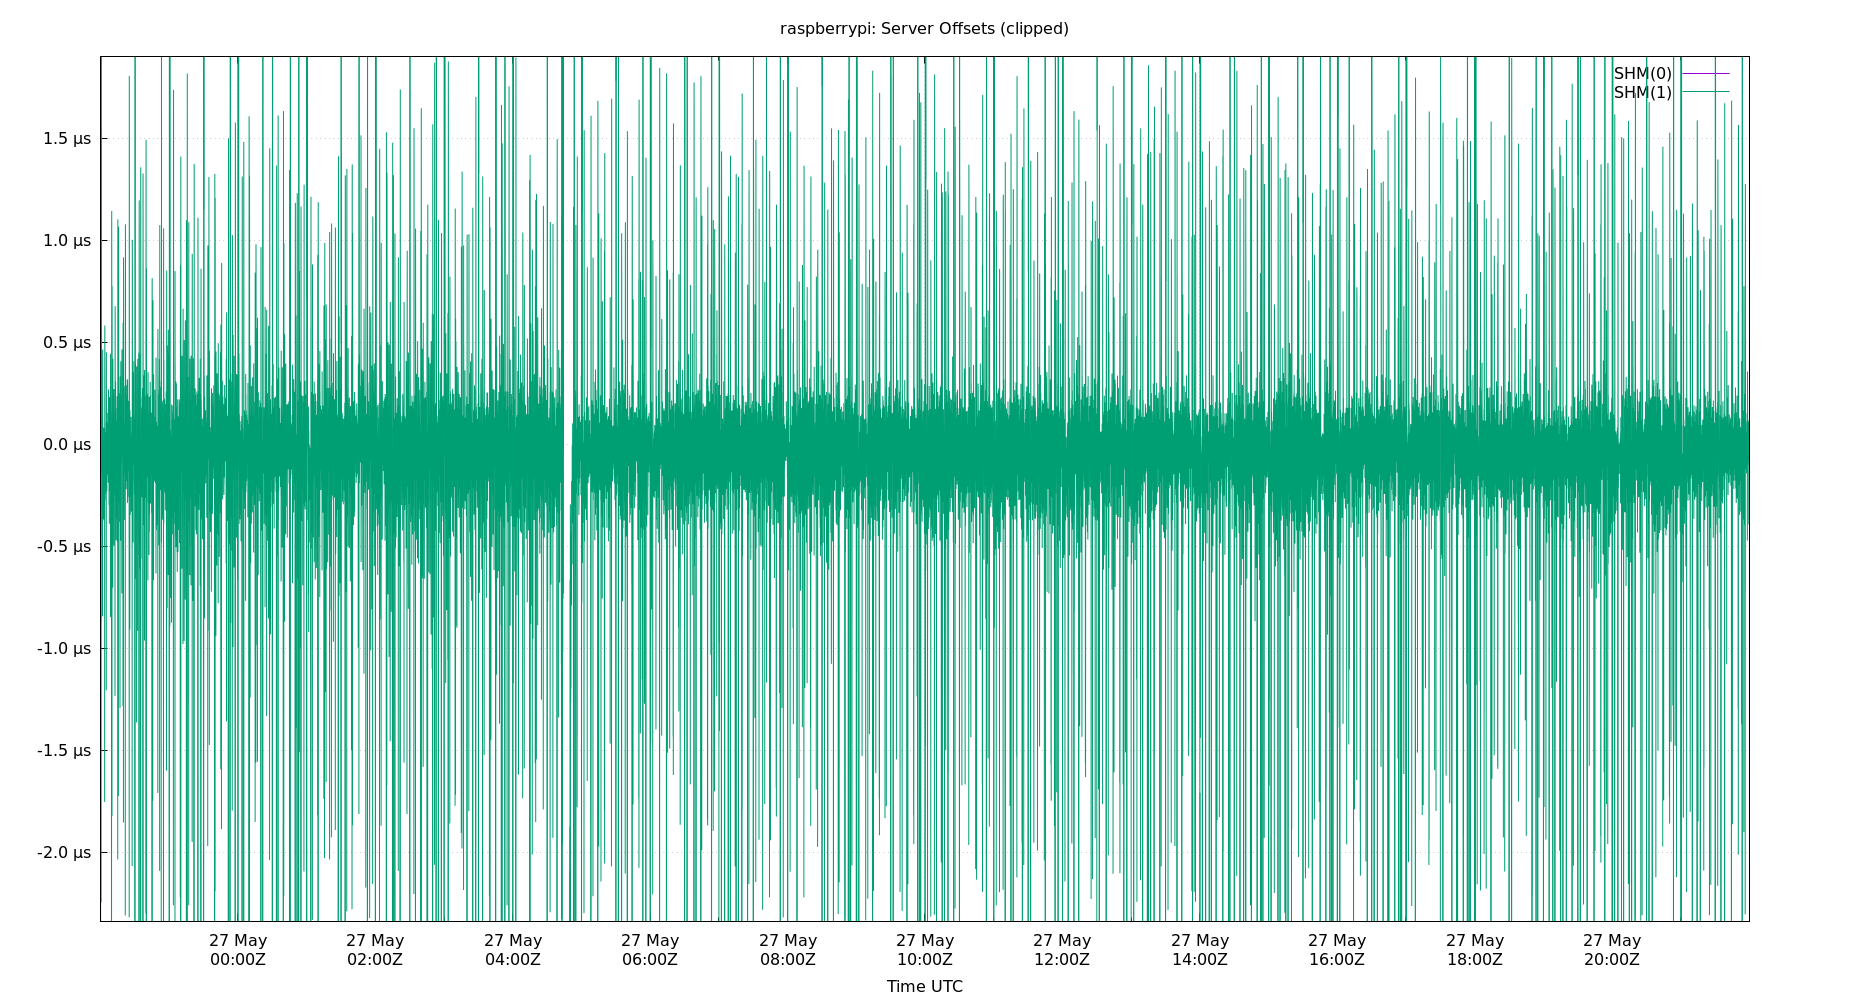 raspberrypi: Server Offsets (clipped)
SHM(0)
SHM(1)
1.5 µs
1.0 µs
0.5 µs
0.0 µs
-0.5 µs
-1.0 µs
-1.5 µs
-2.0 µs
27 May 27 May 27 May 27 May 27 May 27 May 27 May 27 May 27 May 27 May 27 May
00:00Z 02:00Z 04:00Z 06:00Z 08:00Z 10:00Z 12:00Z 14:00Z 16:00Z 18:00Z 20:00Z
Time UTC